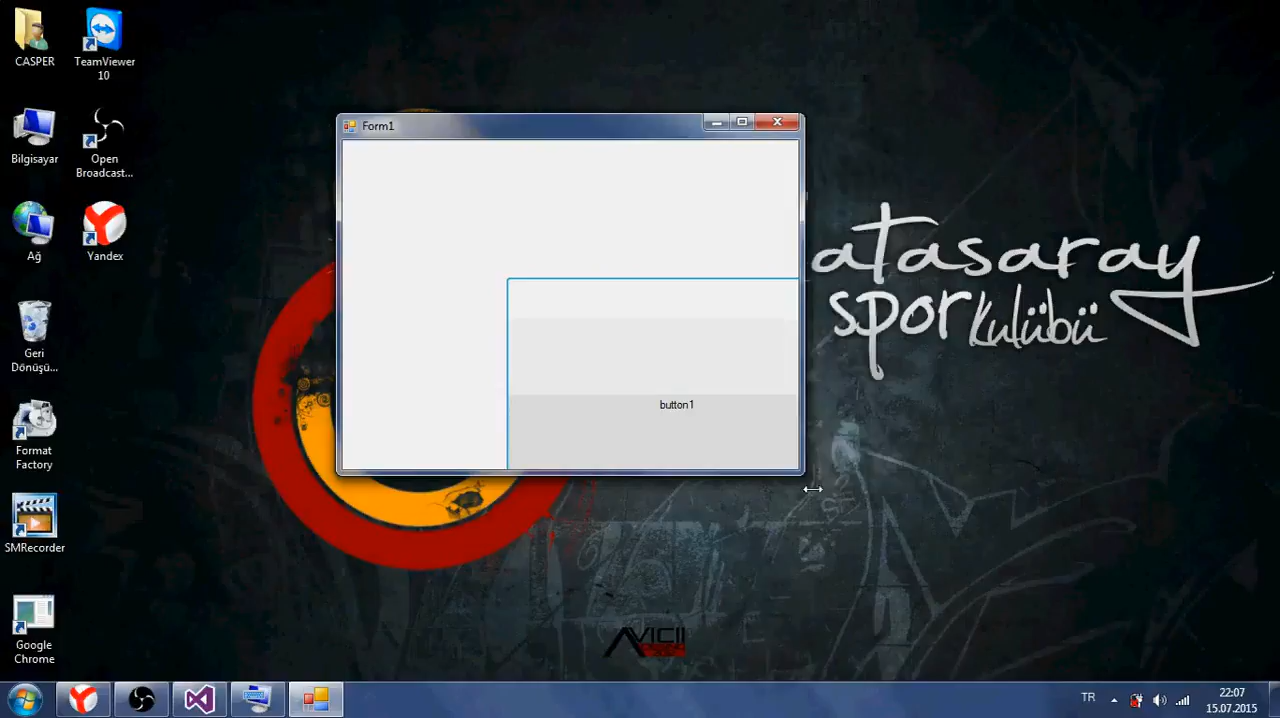 CASPER
TeamViewer
10
Bilgisayar
Open
Broadcast...
Ağ
Yandex
Geri
Dönüşü...
Format
Factory
SMRecorder
Google
Chrome
Form1
button1
atasaray
spor kulübü
AVICII
TR
22:07
15.07.2015